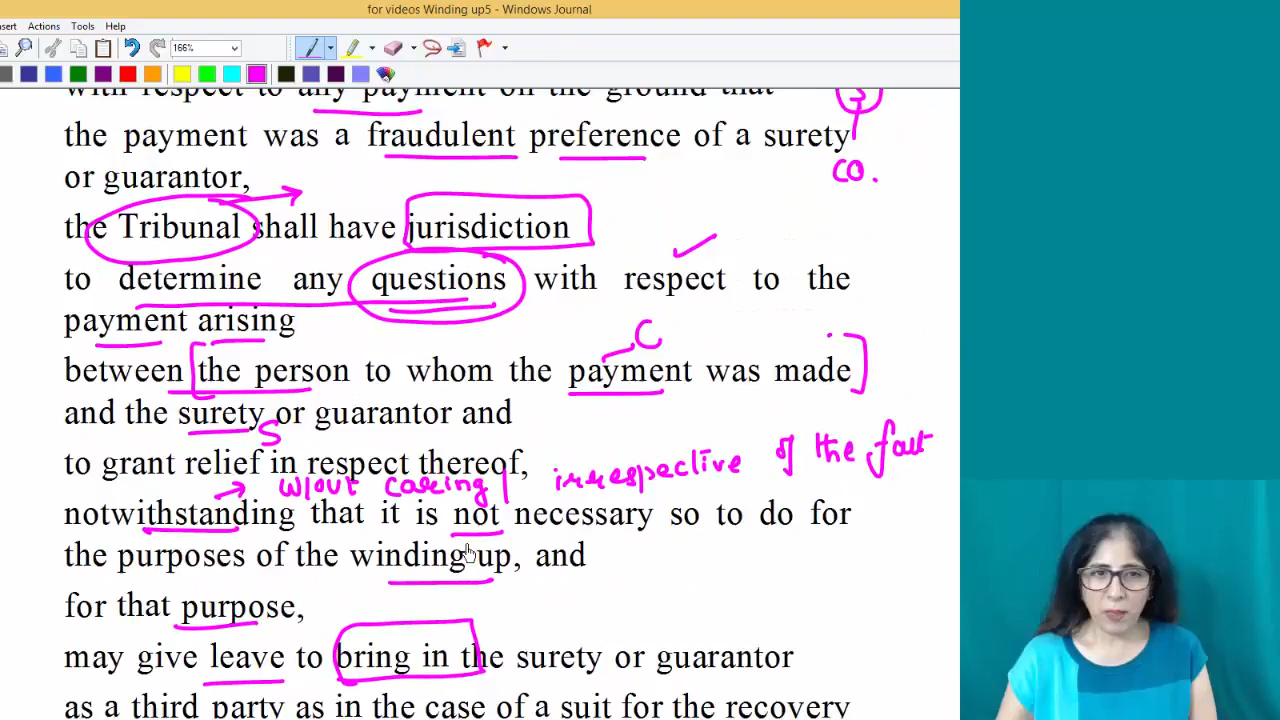 for videos Winding up5 - Windows Journal
nsert Actions Tools Help
166%
with respect to any payment on the ground that
3
the payment was a fraudulent preference of a surety
co.
or guarantor,
the Tribunal shall have jurisdiction
to determine any questions with respect to the
payment arising
C
between the person to whom the payment was made
and the surety or guarantor and
S
to grant relief in respect thereof,
w/out caring / irrespective of the fact
notwithstanding that it is not necessary so to do for
the purposes of the winding up, and
for that purpose,
may give leave to bring in the surety or guarantor
as a third party as in the case of a suit for the recovery